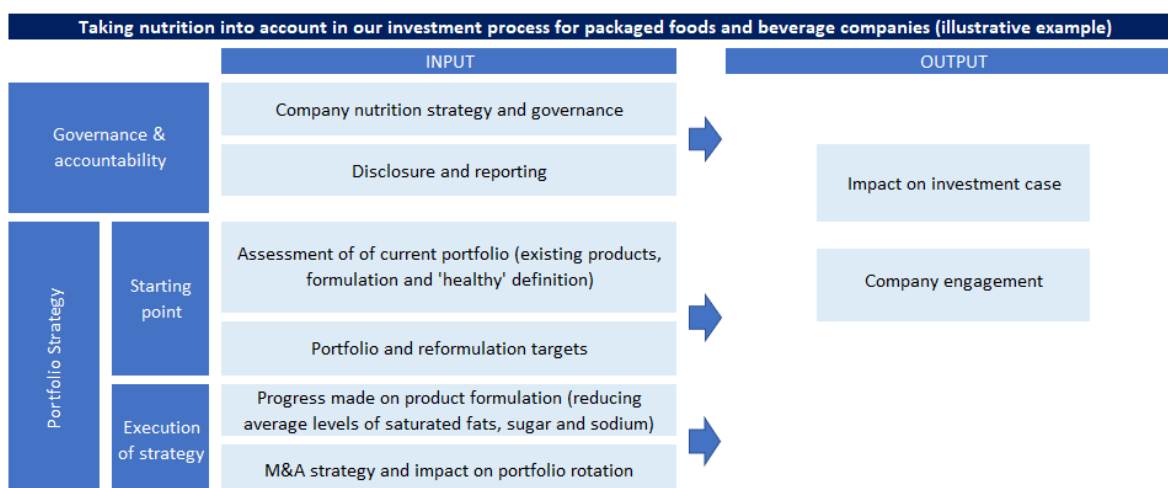 Taking nutrition into account in our investment process for packaged foods and beverage companies (illustrative example)
INPUT
OUTPUT
Governance &
accountability
Company nutrition strategy and governance
Disclosure and reporting
Impact on investment case
Company engagement
Portfolio Strategy
Starting
point
Assessment of of current portfolio (existing products,
formulation and 'healthy' definition)
Portfolio and reformulation targets
Execution
of strategy
Progress made on product formulation (reducing
average levels of saturated fats, sugar and sodium)
M&A strategy and impact on portfolio rotation